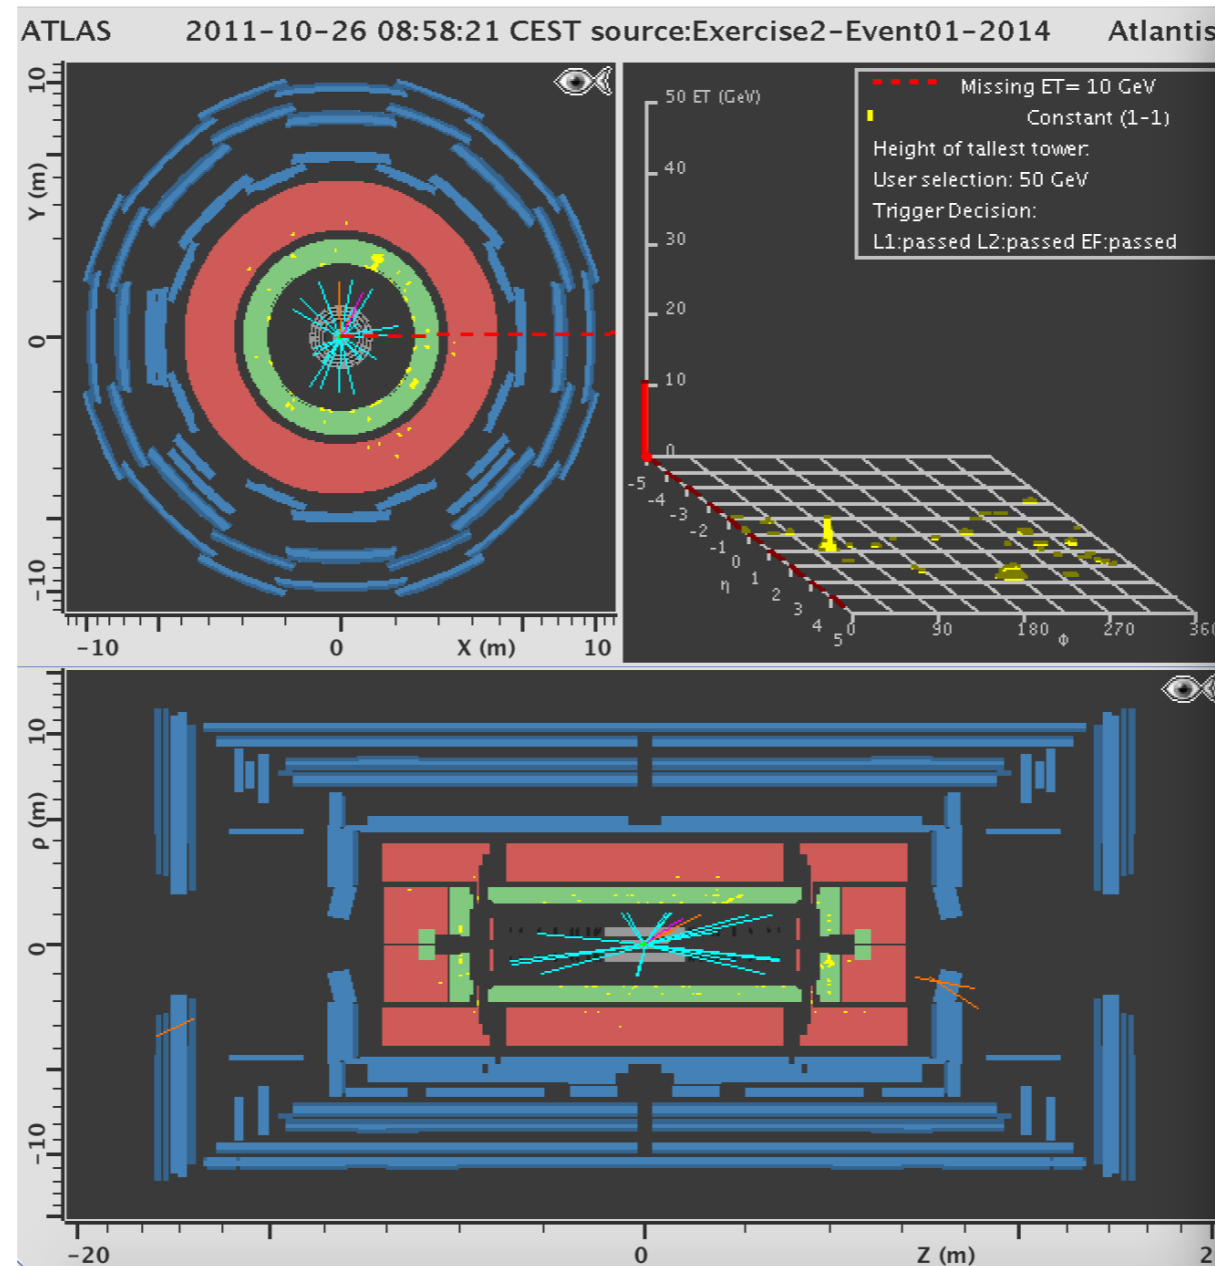 ATLAS 2011-10-26 08:58:21 CEST source:Exercise2-Event01-2014 Atlantis
10
Y (m)
0
-10
-10 0 X (m) 10
50 ET (GeV)
40
30
20
10
0
Missing ET= 10 GeV
Constant (1-1)
Height of tallest tower:
User selection: 50 GeV
Trigger Decision:
L1:passed L2:passed EF:passed
-5
-4
-3
-2
-1
0
η
1
2
3
4
5
0 90 180 Φ 270 360
10
ρ (m)
0
-10
-20 0 Z (m) 2